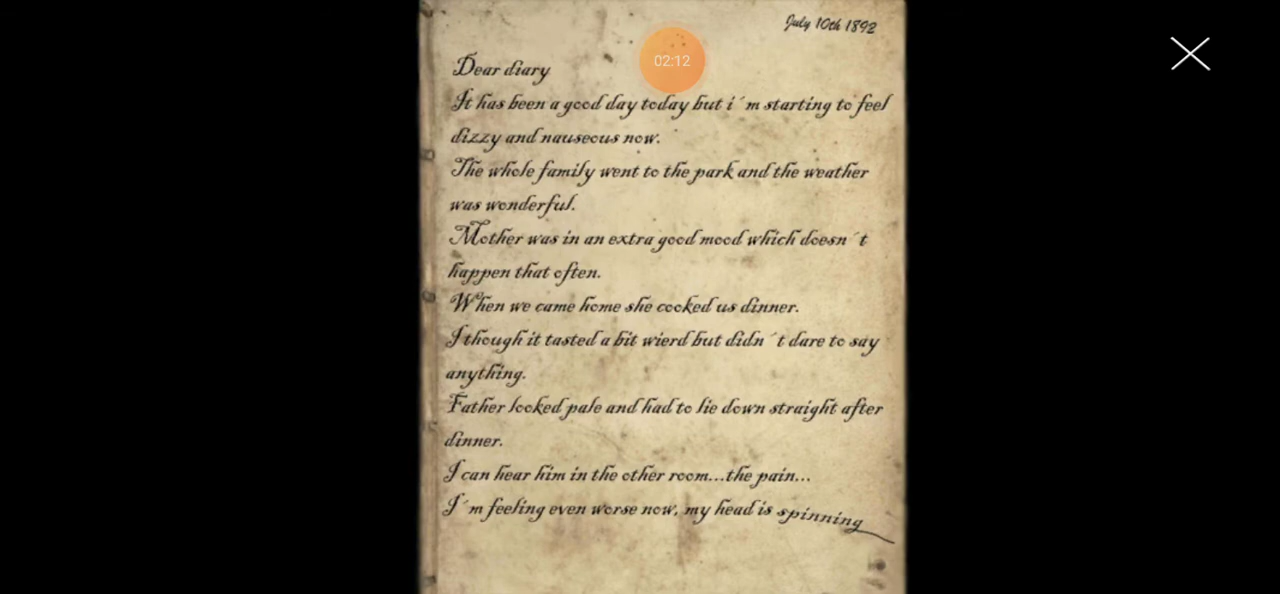 July 10th 1892
02:12
Dear diary
It has been a good day today but i´m starting to feel
dizzy and nauseous now.
The whole family went to the park and the weather
was wonderful.
Mother was in an extra good mood which doesn´t
happen that often.
When we came home she cooked us dinner.
I though it tasted a bit wierd but didn´t dare to say
anything.
Father looked pale and had to lie down straight after
dinner.
I can hear him in the other room...the pain...
I´m feeling even worse now, my head is spinning